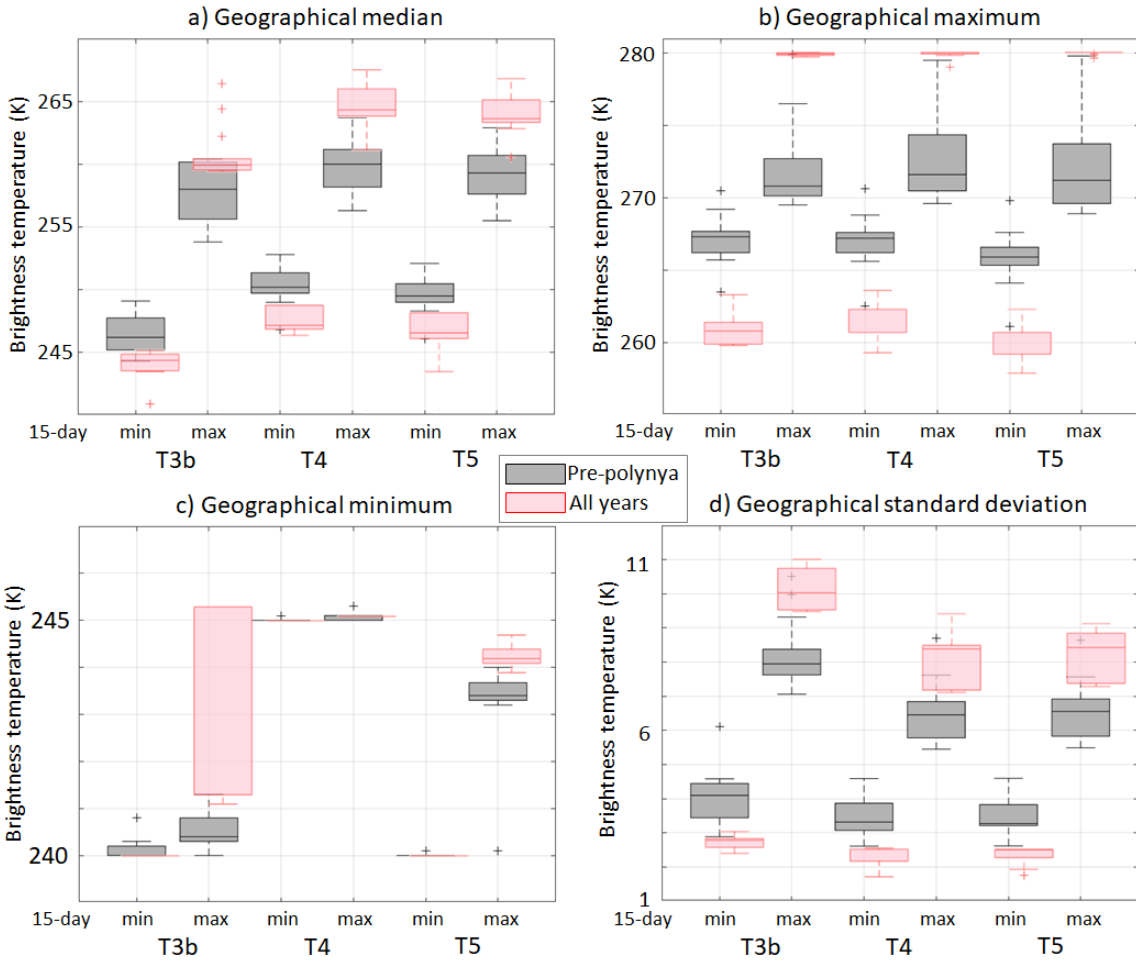 a) Geographical median
b) Geographical maximum
Brightness temperature (K)
265
255
245
Brightness temperature (K)
280
270
260
15-day min max min max min max
T3b T4 T5
15-day min max min max min max
T3b T4 T5
Pre-polynya
All years
c) Geographical minimum
d) Geographical standard deviation
Brightness temperature (K)
245
240
Brightness temperature (K)
11
6
1
15-day min max min max min max
T3b T4 T5
15-day min max min max min max
T3b T4 T5